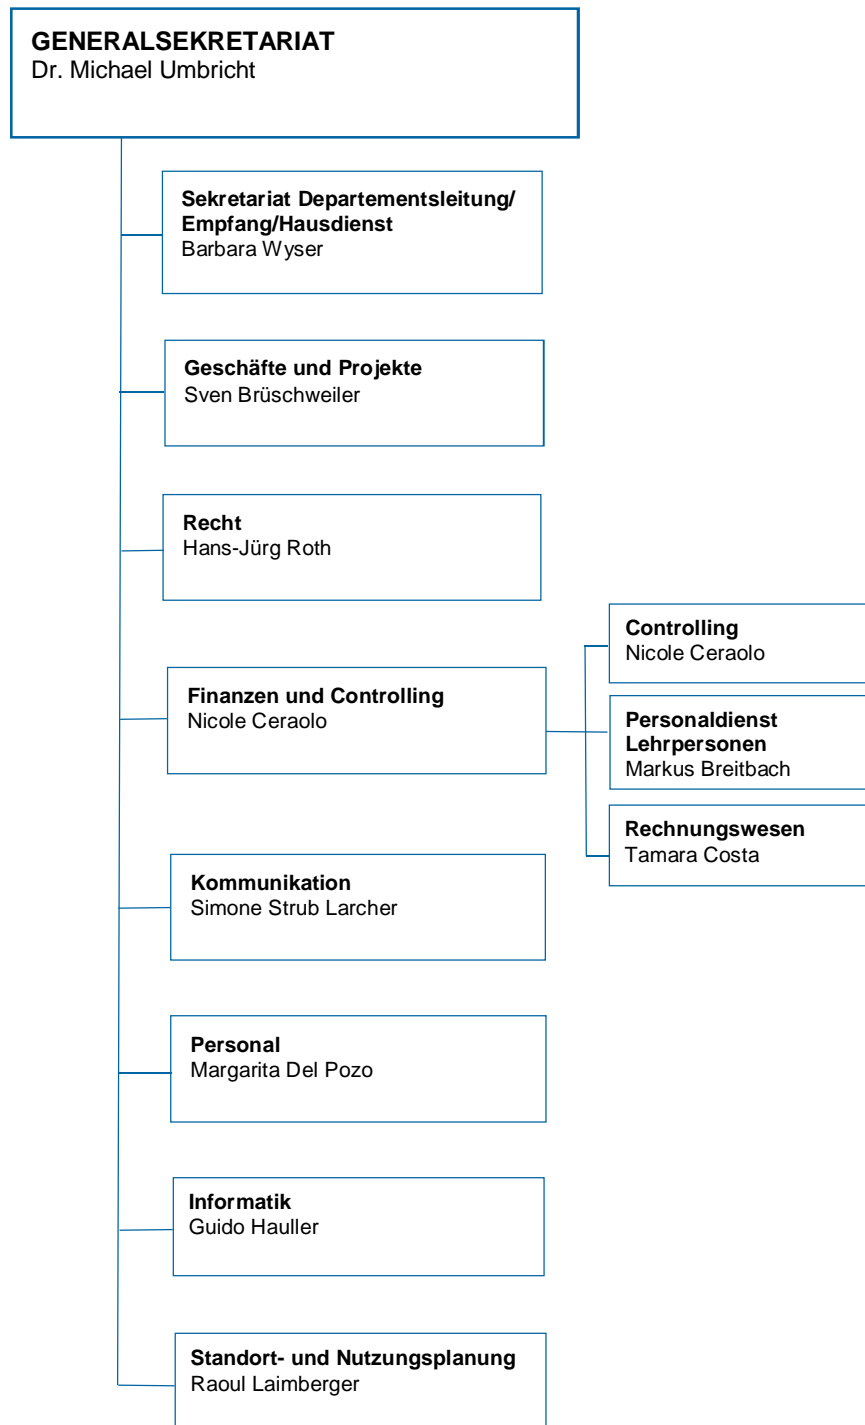 GENERALSEKRETARIAT
Dr. Michael Umbricht
Sekretariat Departementsleitung/
Empfang/Hausdienst
Barbara Wyser
Geschäfte und Projekte
Sven Brüschweiler
Recht
Hans-Jürg Roth
Finanzen und Controlling
Nicole Ceraolo
Controlling
Nicole Ceraolo
Personaldienst
Lehrpersonen
Markus Breitbach
Rechnungswesen
Tamara Costa
Kommunikation
Simone Strub Larcher
Personal
Margarita Del Pozo
Informatik
Guido Hauller
Standort- und Nutzungsplanung
Raoul Laimberger